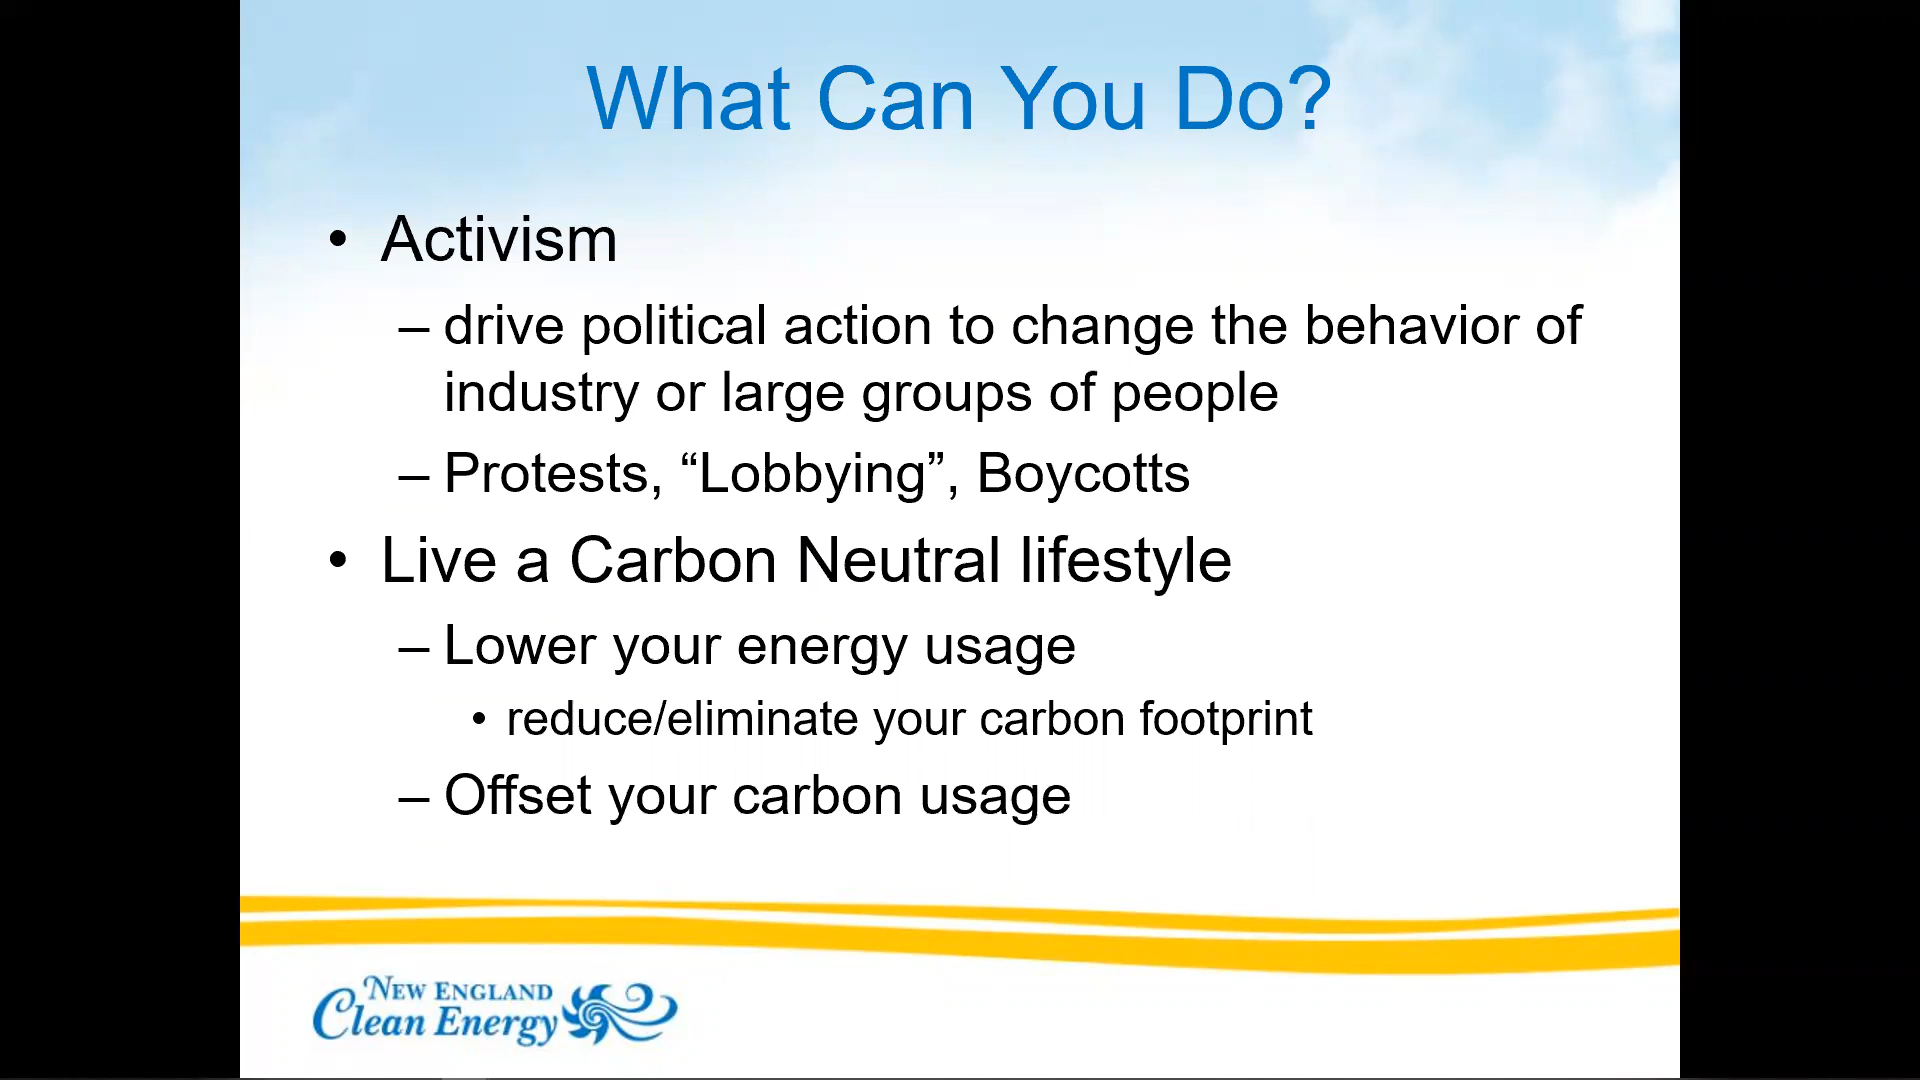 What Can You Do?
• Activism
– drive political action to change the behavior of
industry or large groups of people
– Protests, “Lobbying”, Boycotts
• Live a Carbon Neutral lifestyle
– Lower your energy usage
• reduce/eliminate your carbon footprint
– Offset your carbon usage
NEW ENGLAND
Clean Energy